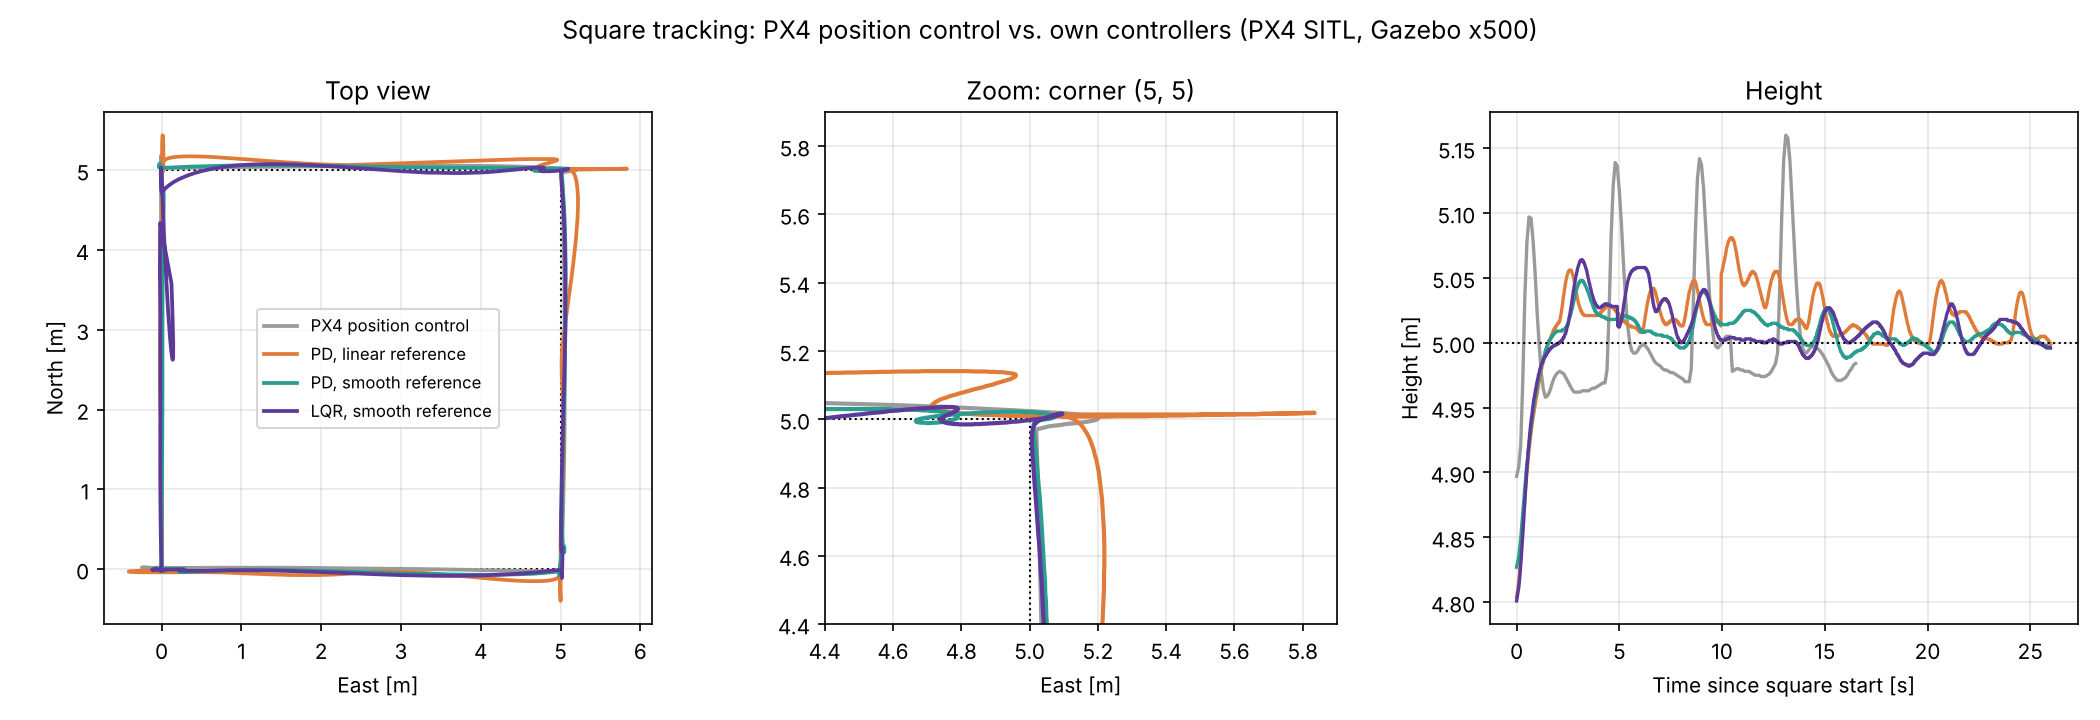 Square tracking: PX4 position control vs. own controllers (PX4 SITL, Gazebo x500)
Top view
5
4
3
2
1
0
North [m]
PX4 position control
PD, linear reference
PD, smooth reference
LQR, smooth reference
0 1 2 3 4 5 6
East [m]
Zoom: corner (5, 5)
5.8
5.6
5.4
5.2
5.0
4.8
4.6
4.4
4.4 4.6 4.8 5.0 5.2 5.4 5.6 5.8
East [m]
Height
5.15
5.10
5.05
5.00
4.95
4.90
4.85
4.80
Height [m]
0 5 10 15 20 25
Time since square start [s]